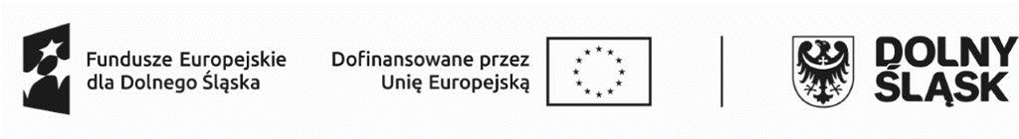 Fundusze Europejskie
dla Dolnego Śląska
Dofinansowane przez
Unię Europejską
DOLNY
ŚLĄSK